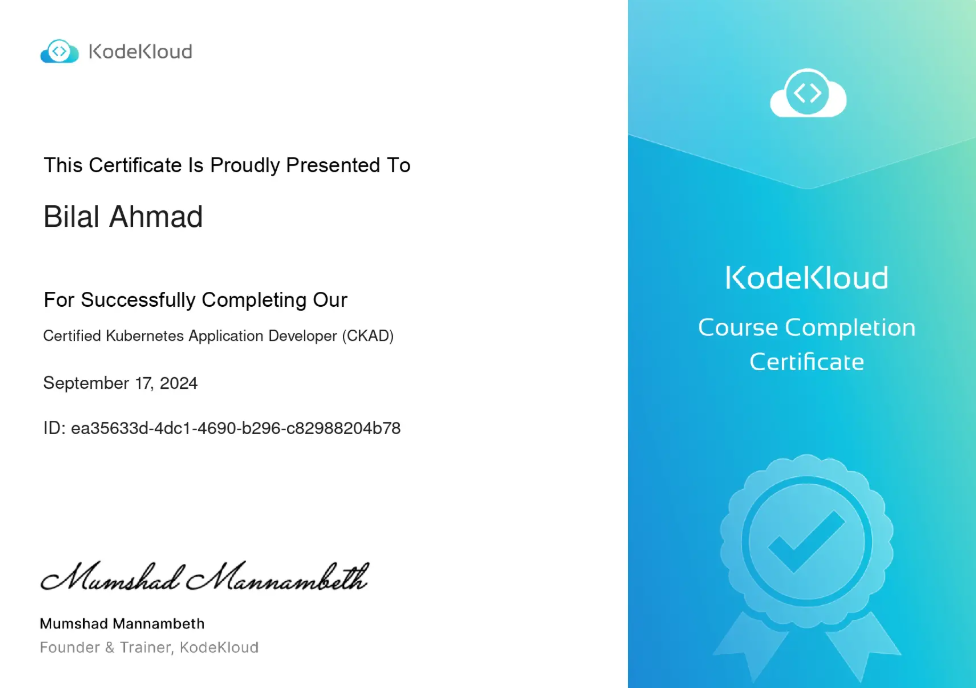 KodeKloud
This Certificate Is Proudly Presented To
Bilal Ahmad
For Successfully Completing Our
Certified Kubernetes Application Developer (CKAD)
September 17, 2024
ID: ea35633d-4dc1-4690-b296-c82988204b78
Mumshad Mannambeth
Mumshad Mannambeth
Founder & Trainer, KodeKloud
KodeKloud
Course Completion
Certificate